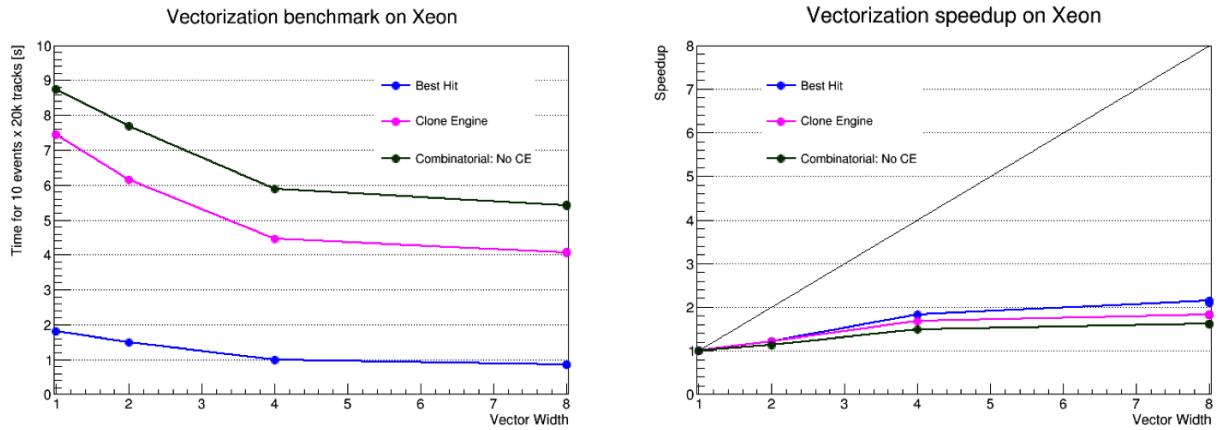 Vectorization benchmark on Xeon
Time for 10 events x 20k tracks [s]
10
9
8
7
6
5
4
3
2
1
0
Best Hit
Clone Engine
Combinatorial: No CE
1 2 3 4 5 6 7 8
Vector Width
Vectorization speedup on Xeon
Speedup
8
7
6
5
4
3
2
1
0
Best Hit
Clone Engine
Combinatorial: No CE
1 2 3 4 5 6 7 8
Vector Width